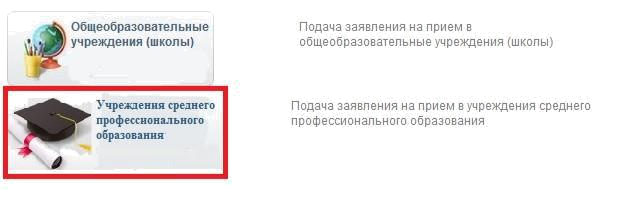 Общеобразовательные
учреждения (школы)
Подача заявления на прием в
общеобразовательные учреждения (школы)
Учреждения среднего
профессионального
образования
Подача заявления на прием в учреждения среднего
профессионального образования